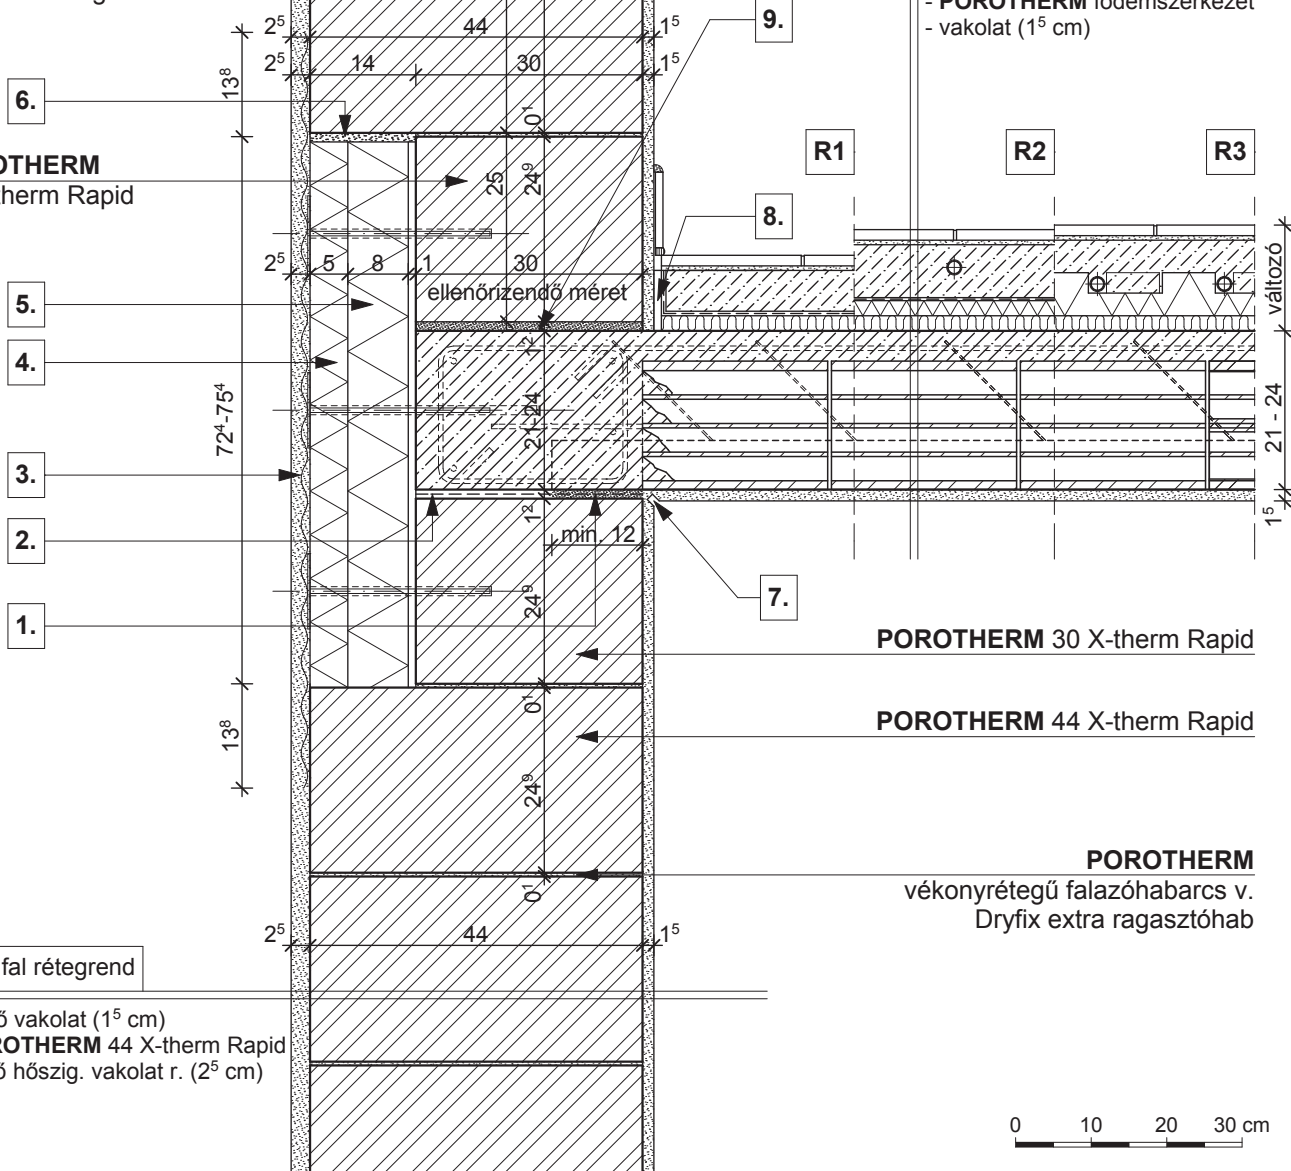 - POROTHERM födémszerkezet
- vakolat (1⁵ cm)
2⁵ 44 1⁵
9.
2⁵ 14 30 1⁵
13⁸
6.
0¹
R1
R2
R3
OTHERM
therm Rapid
25
24⁹
8.
2⁵ 5 8 1 30
ellenőrizendő méret
változó
5.
4.
1²
72⁴-75⁴
21-24
21 - 24
3.
2.
1²
min. 12
1⁵
7.
24⁹
1.
POROTHERM 30 X-therm Rapid
0¹
POROTHERM 44 X-therm Rapid
13⁸
24⁹
POROTHERM
0¹
vékonyrétegű falazóhabarcs v.
Dryfix extra ragasztóhab
2⁵ 44 1⁵
fal rétegrend
ő vakolat (1⁵ cm)
ROTHERM 44 X-therm Rapid
ő hőszig. vakolat r. (2⁵ cm)
0 10 20 30 cm